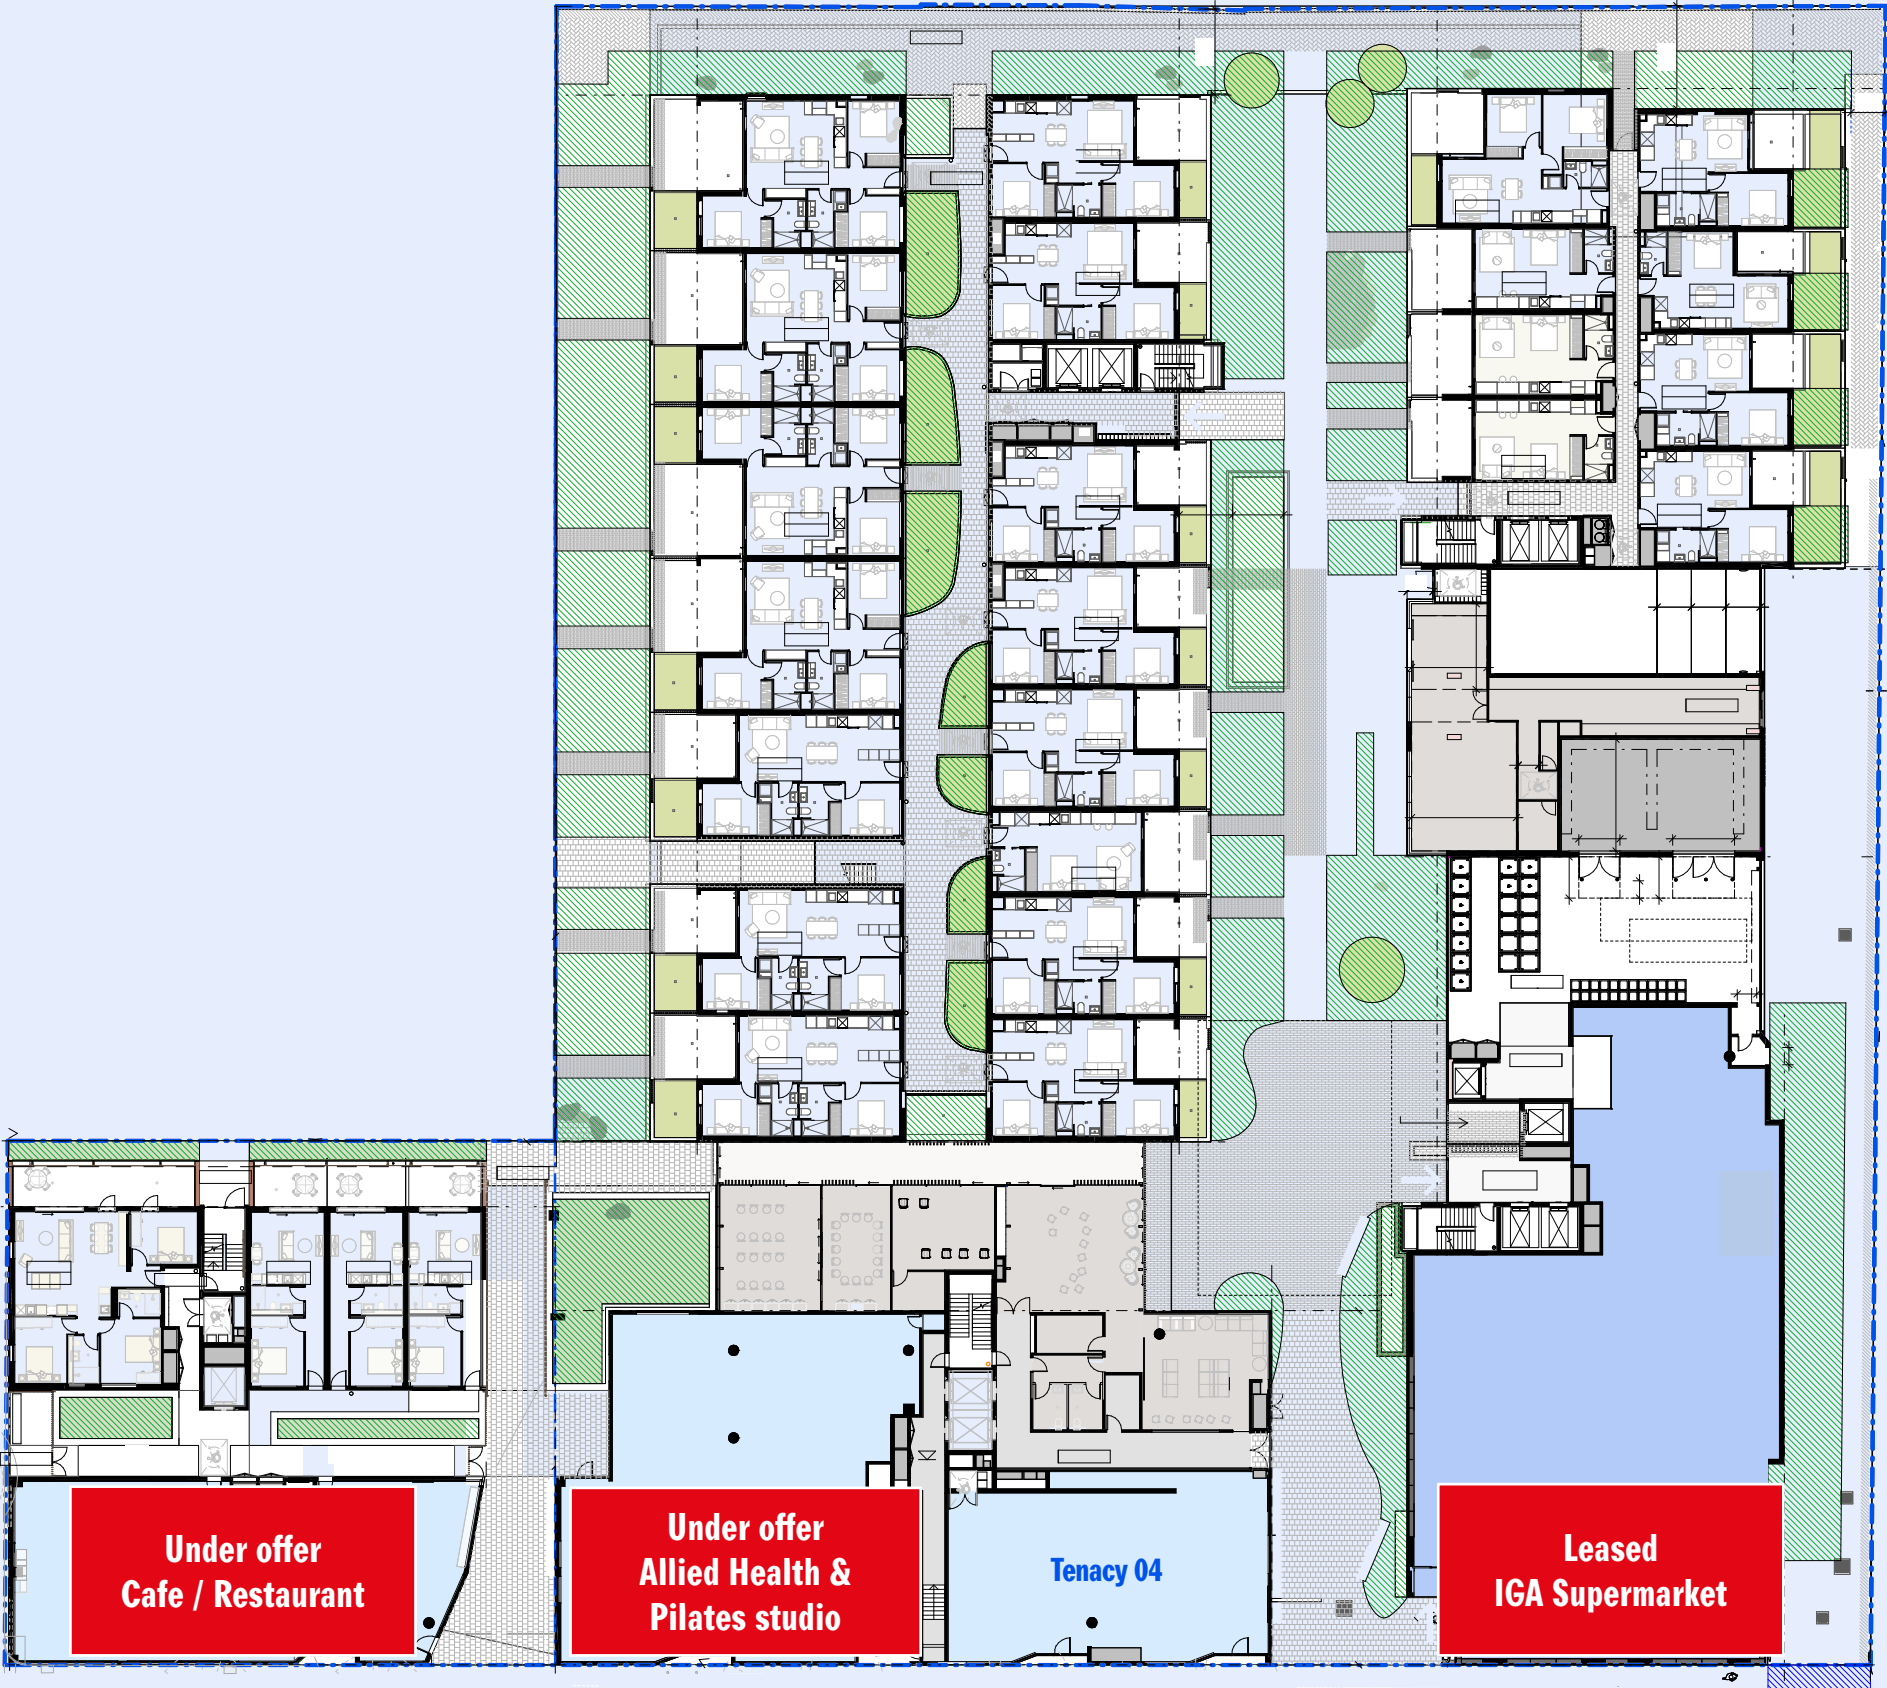 Under offer
Cafe / Restaurant
Under offer
Allied Health &
Pilates studio
Tenacy 04
Leased
IGA Supermarket